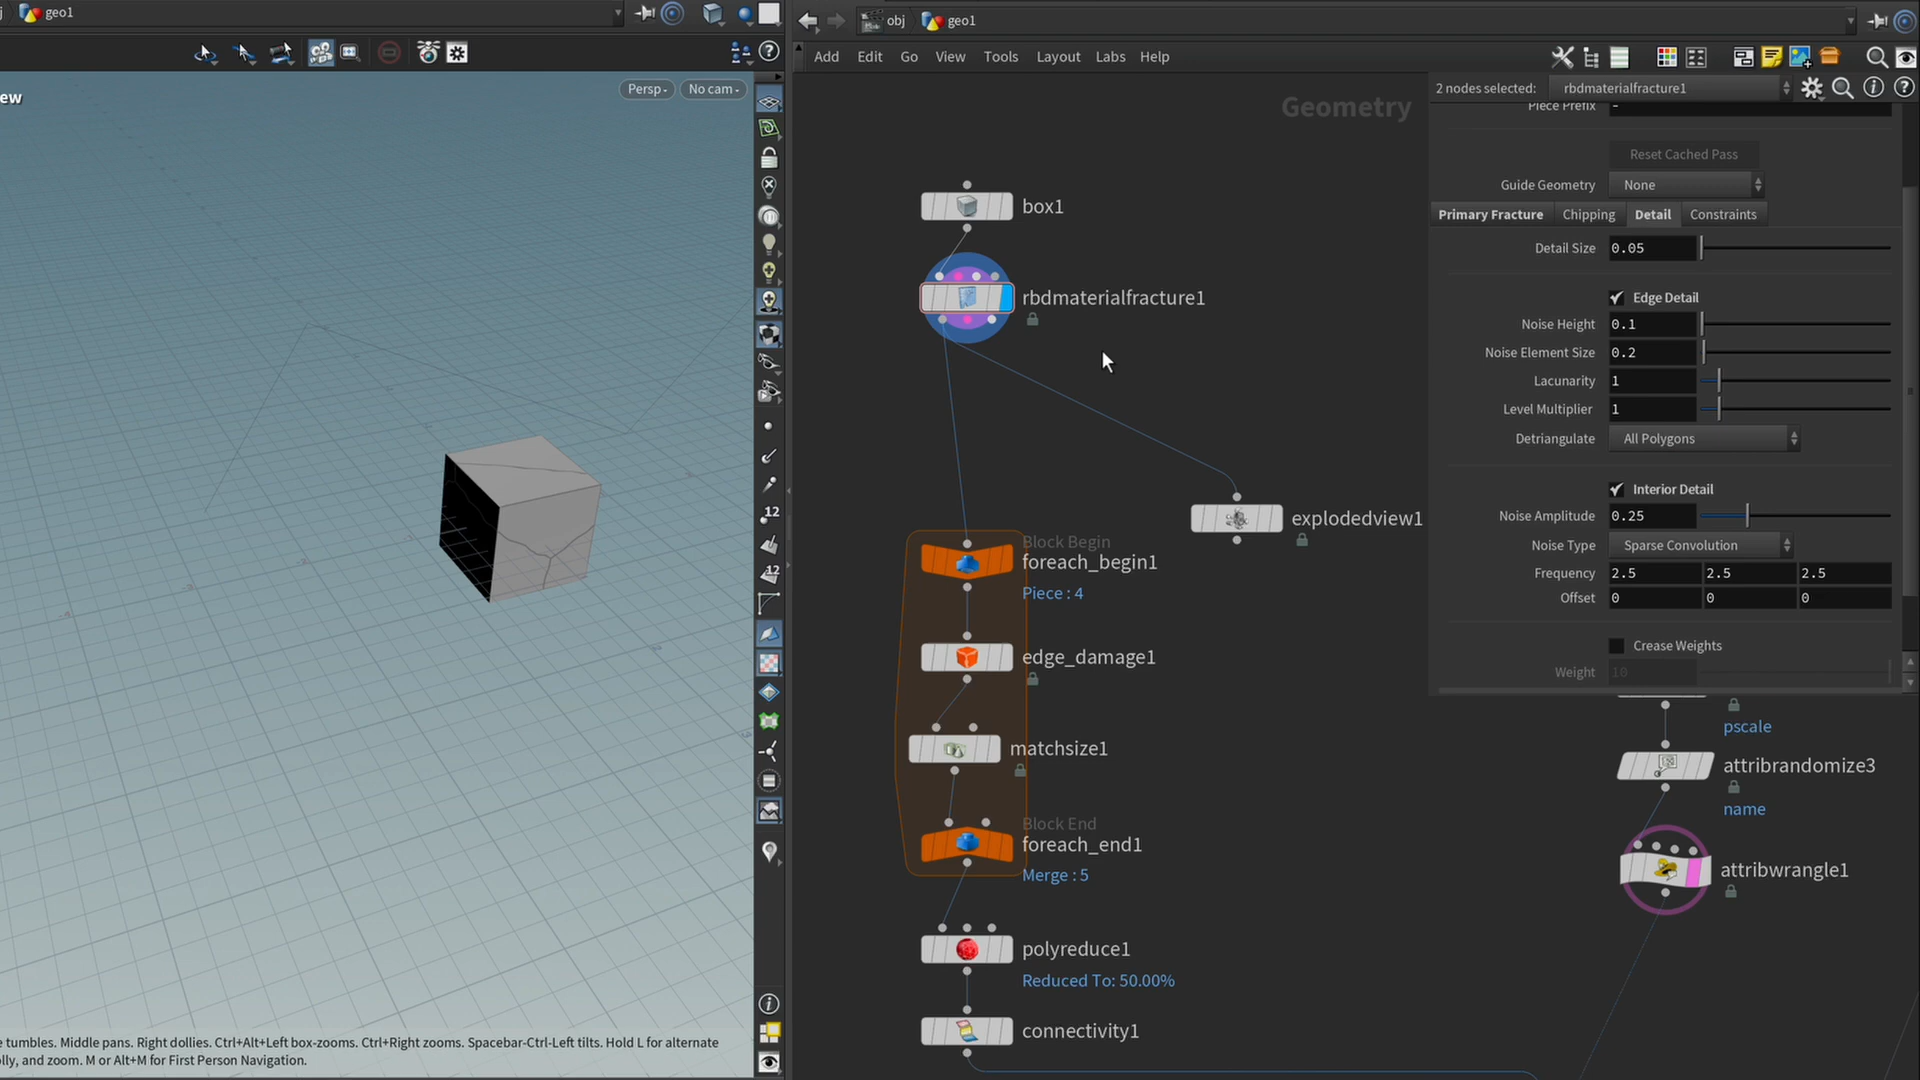 geo1
obj
geo1
Add
Edit
Go
View
Tools
Layout
Labs
Help
ew
Persp
No cam
Geometry
2 nodes selected:
rbdmaterialfracture1
Piece Prefix
Reset Cached Pass
Guide Geometry
None
Primary Fracture
Chipping
Detail
Constraints
Detail Size
0.05
Edge Detail
Noise Height
0.1
Noise Element Size
0.2
Lacunarity
1
Level Multiplier
1
Detriangulate
All Polygons
Interior Detail
Noise Amplitude
0.25
Noise Type
Sparse Convolution
Frequency
2.5
2.5
2.5
Offset
0
0
0
Crease Weights
Weight
10
box1
rbdmaterialfracture1
explodedview1
Block Begin
foreach_begin1
Piece : 4
edge_damage1
matchsize1
Block End
foreach_end1
Merge : 5
polyreduce1
Reduced To: 50.00%
connectivity1
pscale
attribrandomize3
name
attribwrangle1
12
12
e tumbles. Middle pans. Right dollies. Ctrl+Alt+Left box-zooms. Ctrl+Right zooms. Spacebar-Ctrl-Left tilts. Hold L for alternate
olly, and zoom. M or Alt+M for First Person Navigation.